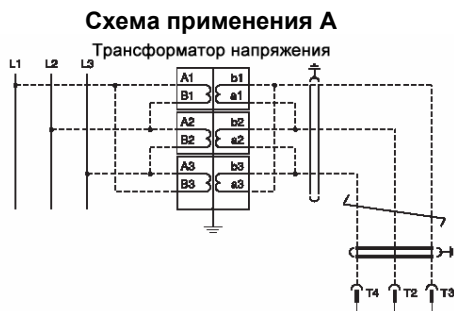 Схема применения А
Трансформатор напряжения
L1 L2 L3
A1 b1
B1 a1
A2 b2
B2 a2
A3 b3
B3 a3
T4 T2 T3